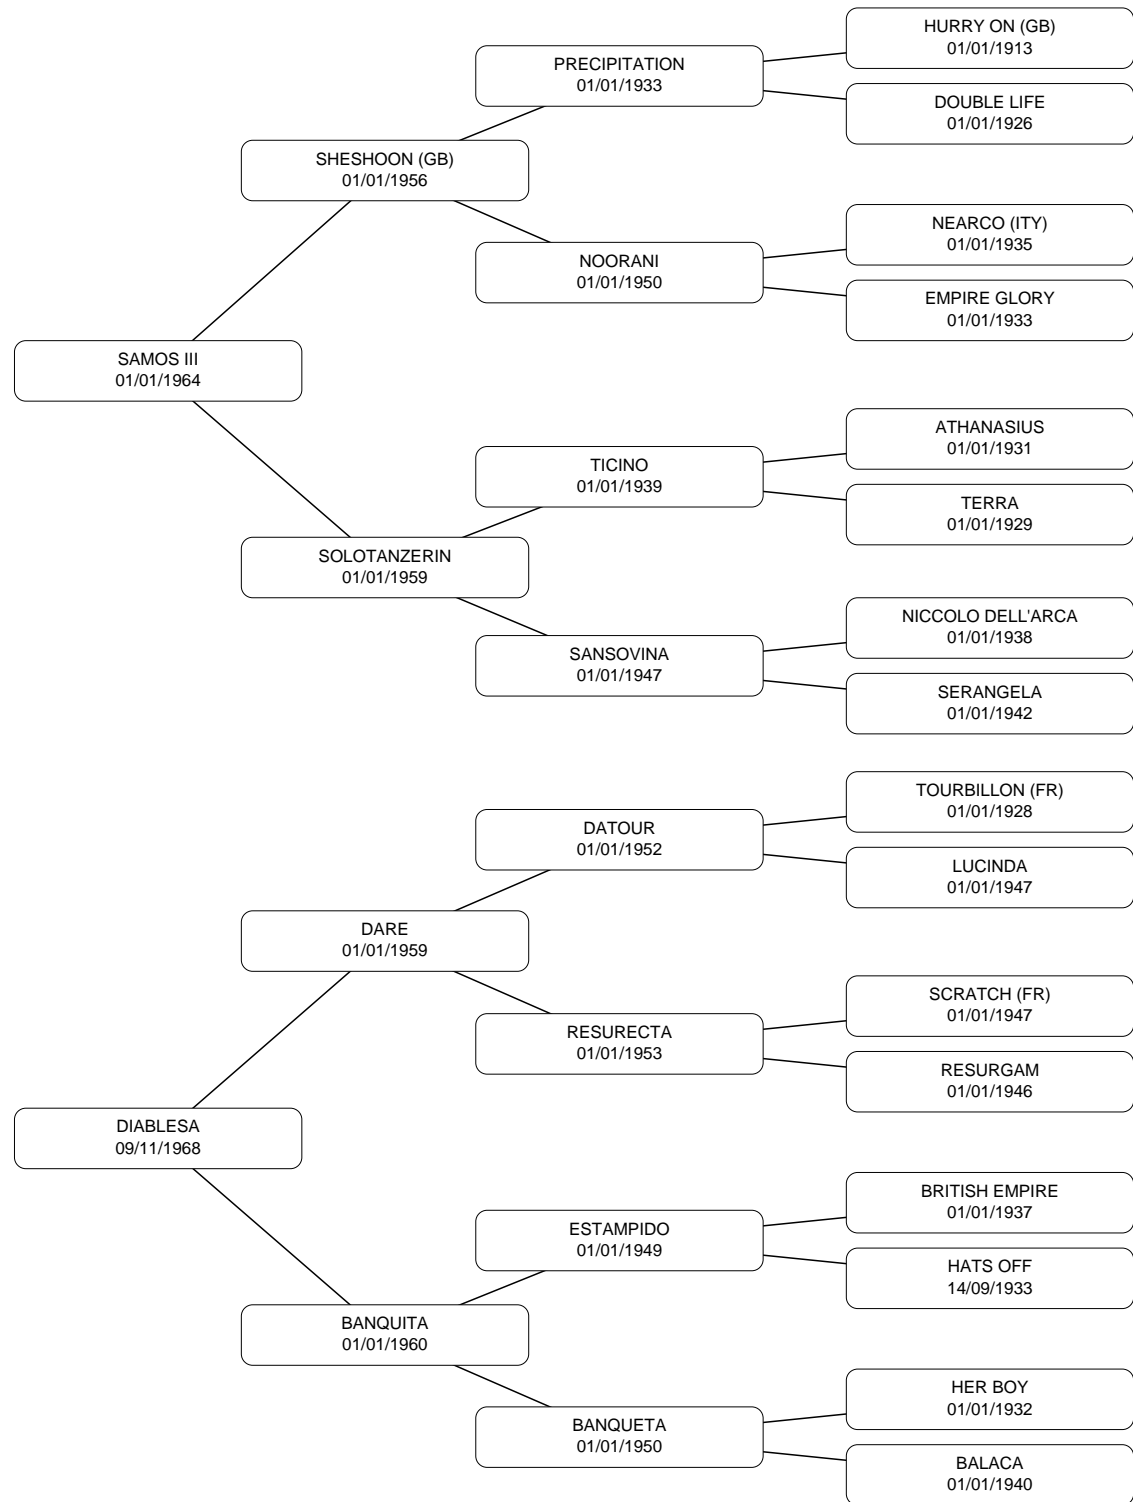 HURRY ON (GB)
01/01/1913
PRECIPITATION
01/01/1933
DOUBLE LIFE
01/01/1926
SHESHOON (GB)
01/01/1956
NEARCO (ITY)
01/01/1935
NOORANI
01/01/1950
EMPIRE GLORY
01/01/1933
SAMOS III
01/01/1964
ATHANASIUS
01/01/1931
TICINO
01/01/1939
TERRA
01/01/1929
SOLOTANZERIN
01/01/1959
NICCOLO DELL'ARCA
01/01/1938
SANSOVINA
01/01/1947
SERANGELA
01/01/1942
TOURBILLON (FR)
01/01/1928
DATOUR
01/01/1952
LUCINDA
01/01/1947
DARE
01/01/1959
SCRATCH (FR)
01/01/1947
RESURECTA
01/01/1953
RESURGAM
01/01/1946
DIABLESA
09/11/1968
BRITISH EMPIRE
01/01/1937
ESTAMPIDO
01/01/1949
HATS OFF
14/09/1933
BANQUITA
01/01/1960
HER BOY
01/01/1932
BANQUETA
01/01/1950
BALACA
01/01/1940